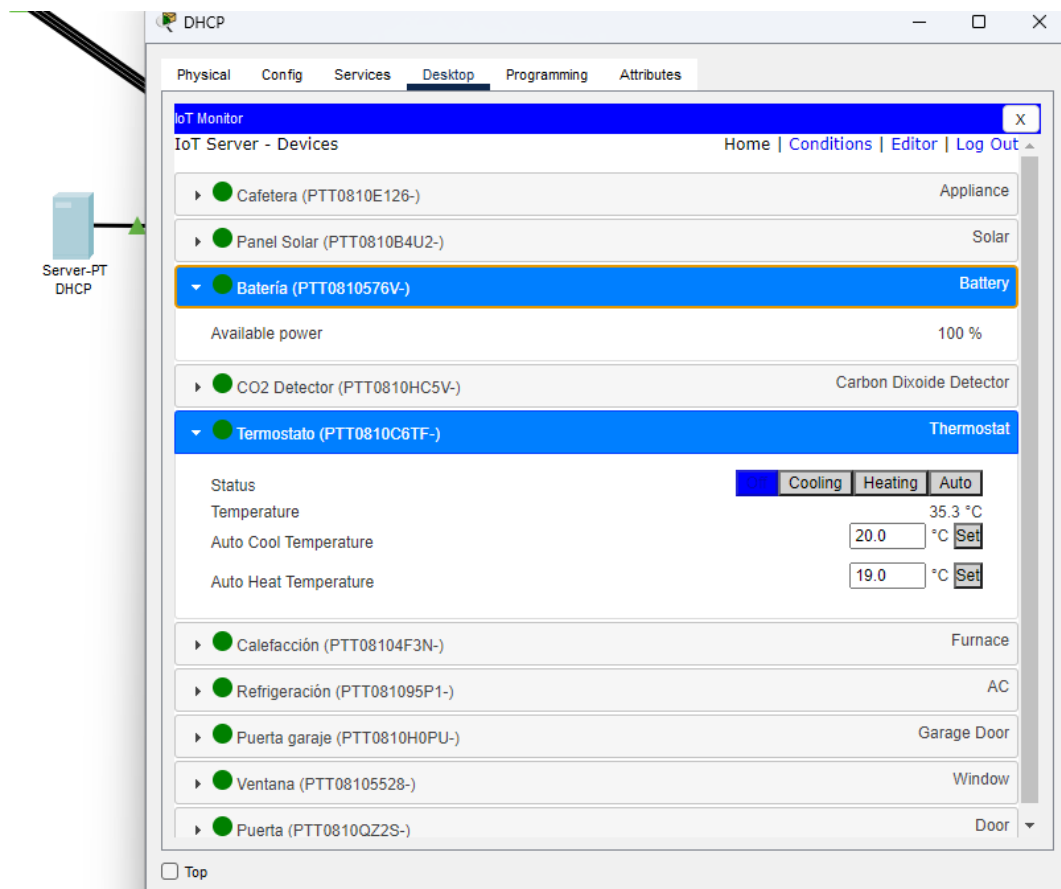 DHCP
Physical Config Services Desktop Programming Attributes
IoT Monitor X
IoT Server - Devices Home | Conditions | Editor | Log Out
Cafetera (PTT0810E126-) Appliance
Panel Solar (PTT0810B4U2-) Solar
Server-PT
DHCP
Batería (PTT0810576V-) Battery
Available power 100 %
CO2 Detector (PTT0810HC5V-) Carbon Dixoide Detector
Termostato (PTT0810C6TF-) Thermostat
Status Off Cooling Heating Auto
Temperature 35.3 °C
Auto Cool Temperature 20.0 °C Set
Auto Heat Temperature 19.0 °C Set
Calefacción (PTT08104F3N-) Furnace
Refrigeración (PTT081095P1-) AC
Puerta garaje (PTT0810H0PU-) Garage Door
Ventana (PTT08105528-) Window
Puerta (PTT0810QZ2S-) Door
Top